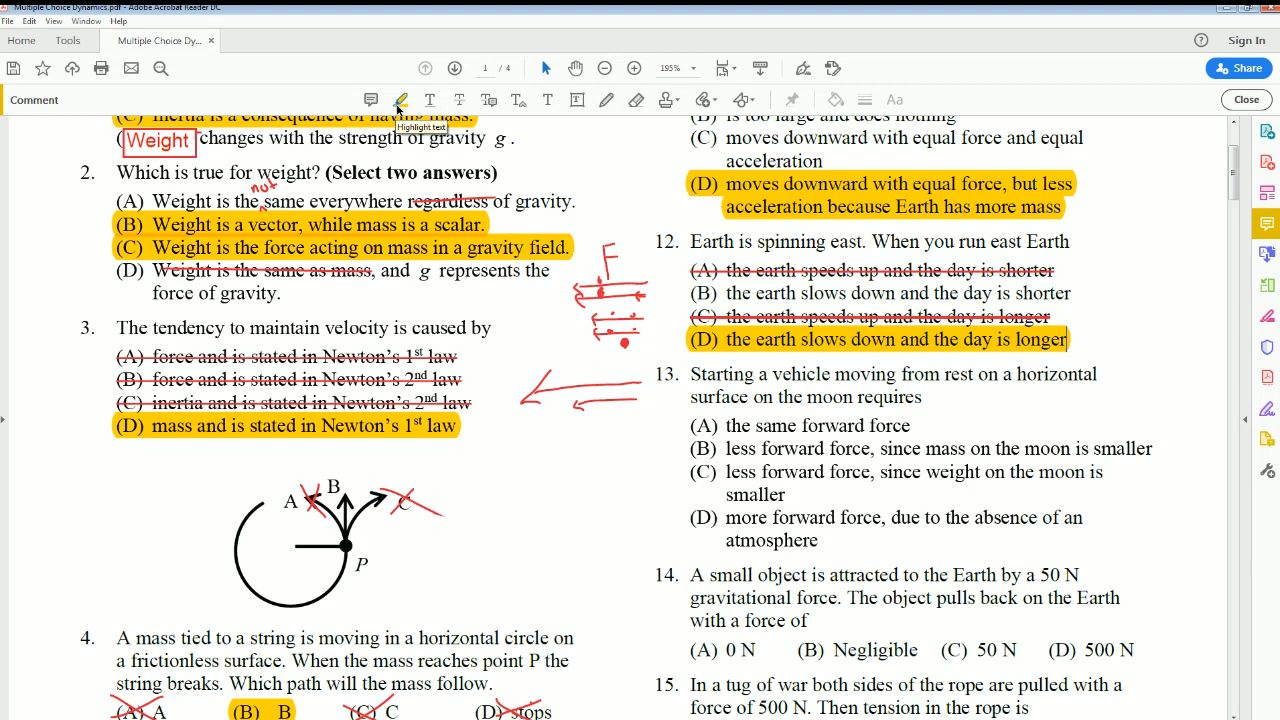 Multiple Choice Dynamics.pdf - Adobe Acrobat Reader DC
File Edit View Window Help
Home Tools Multiple Choice Dy... × Sign In
1 / 4 195% Share
Comment Close
Highlight text
(C) Inertia is a consequence of having mass.
( Weight changes with the strength of gravity g .
2. Which is true for weight? (Select two answers)
not
(A) Weight is the same everywhere regardless of gravity.
(B) Weight is a vector, while mass is a scalar.
(C) Weight is the force acting on mass in a gravity field.
(D) Weight is the same as mass, and g represents the
force of gravity.
3. The tendency to maintain velocity is caused by
(A) force and is stated in Newton's 1st law
(B) force and is stated in Newton's 2nd law
(C) inertia and is stated in Newton's 2nd law
(D) mass and is stated in Newton's 1st law
A B C
P
4. A mass tied to a string is moving in a horizontal circle on
a frictionless surface. When the mass reaches point P the
string breaks. Which path will the mass follow.
(A) A (B) B (C) C (D) stops
F
(B) is too large and does nothing
(C) moves downward with equal force and equal
acceleration
(D) moves downward with equal force, but less
acceleration because Earth has more mass
12. Earth is spinning east. When you run east Earth
(A) the earth speeds up and the day is shorter
(B) the earth slows down and the day is shorter
(C) the earth speeds up and the day is longer
(D) the earth slows down and the day is longer
13. Starting a vehicle moving from rest on a horizontal
surface on the moon requires
(A) the same forward force
(B) less forward force, since mass on the moon is smaller
(C) less forward force, since weight on the moon is
smaller
(D) more forward force, due to the absence of an
atmosphere
14. A small object is attracted to the Earth by a 50 N
gravitational force. The object pulls back on the Earth
with a force of
(A) 0 N (B) Negligible (C) 50 N (D) 500 N
15. In a tug of war both sides of the rope are pulled with a
force of 500 N. Then tension in the rope is